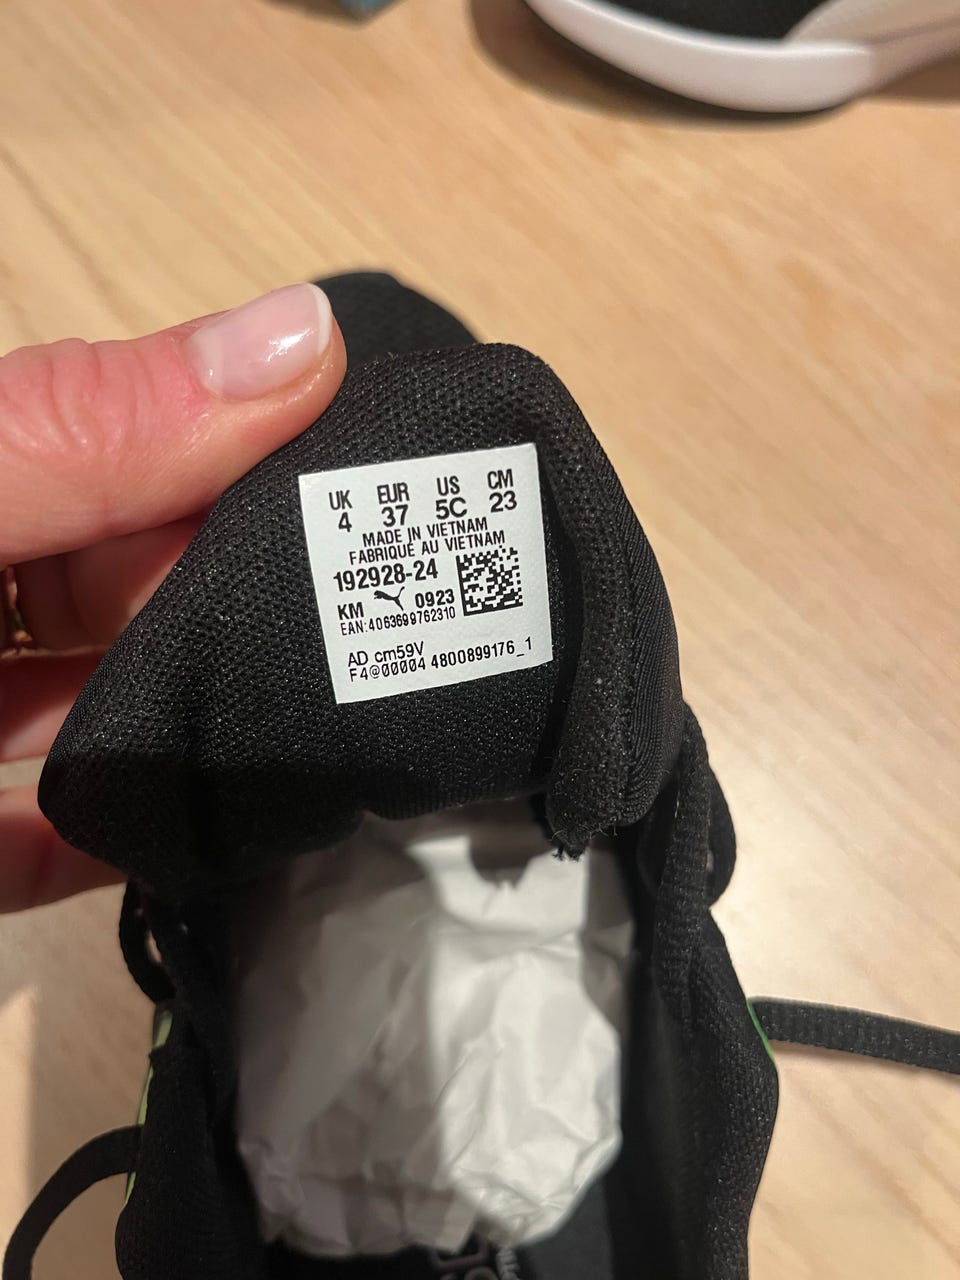 UK EUR US CM
4 37 5C 23
MADE IN VIETNAM
FABRIQUÉ AU VIETNAM
192928-24
KM 0923
EAN:4063699762310
AD cm59V
F4@00004 4800899176_1